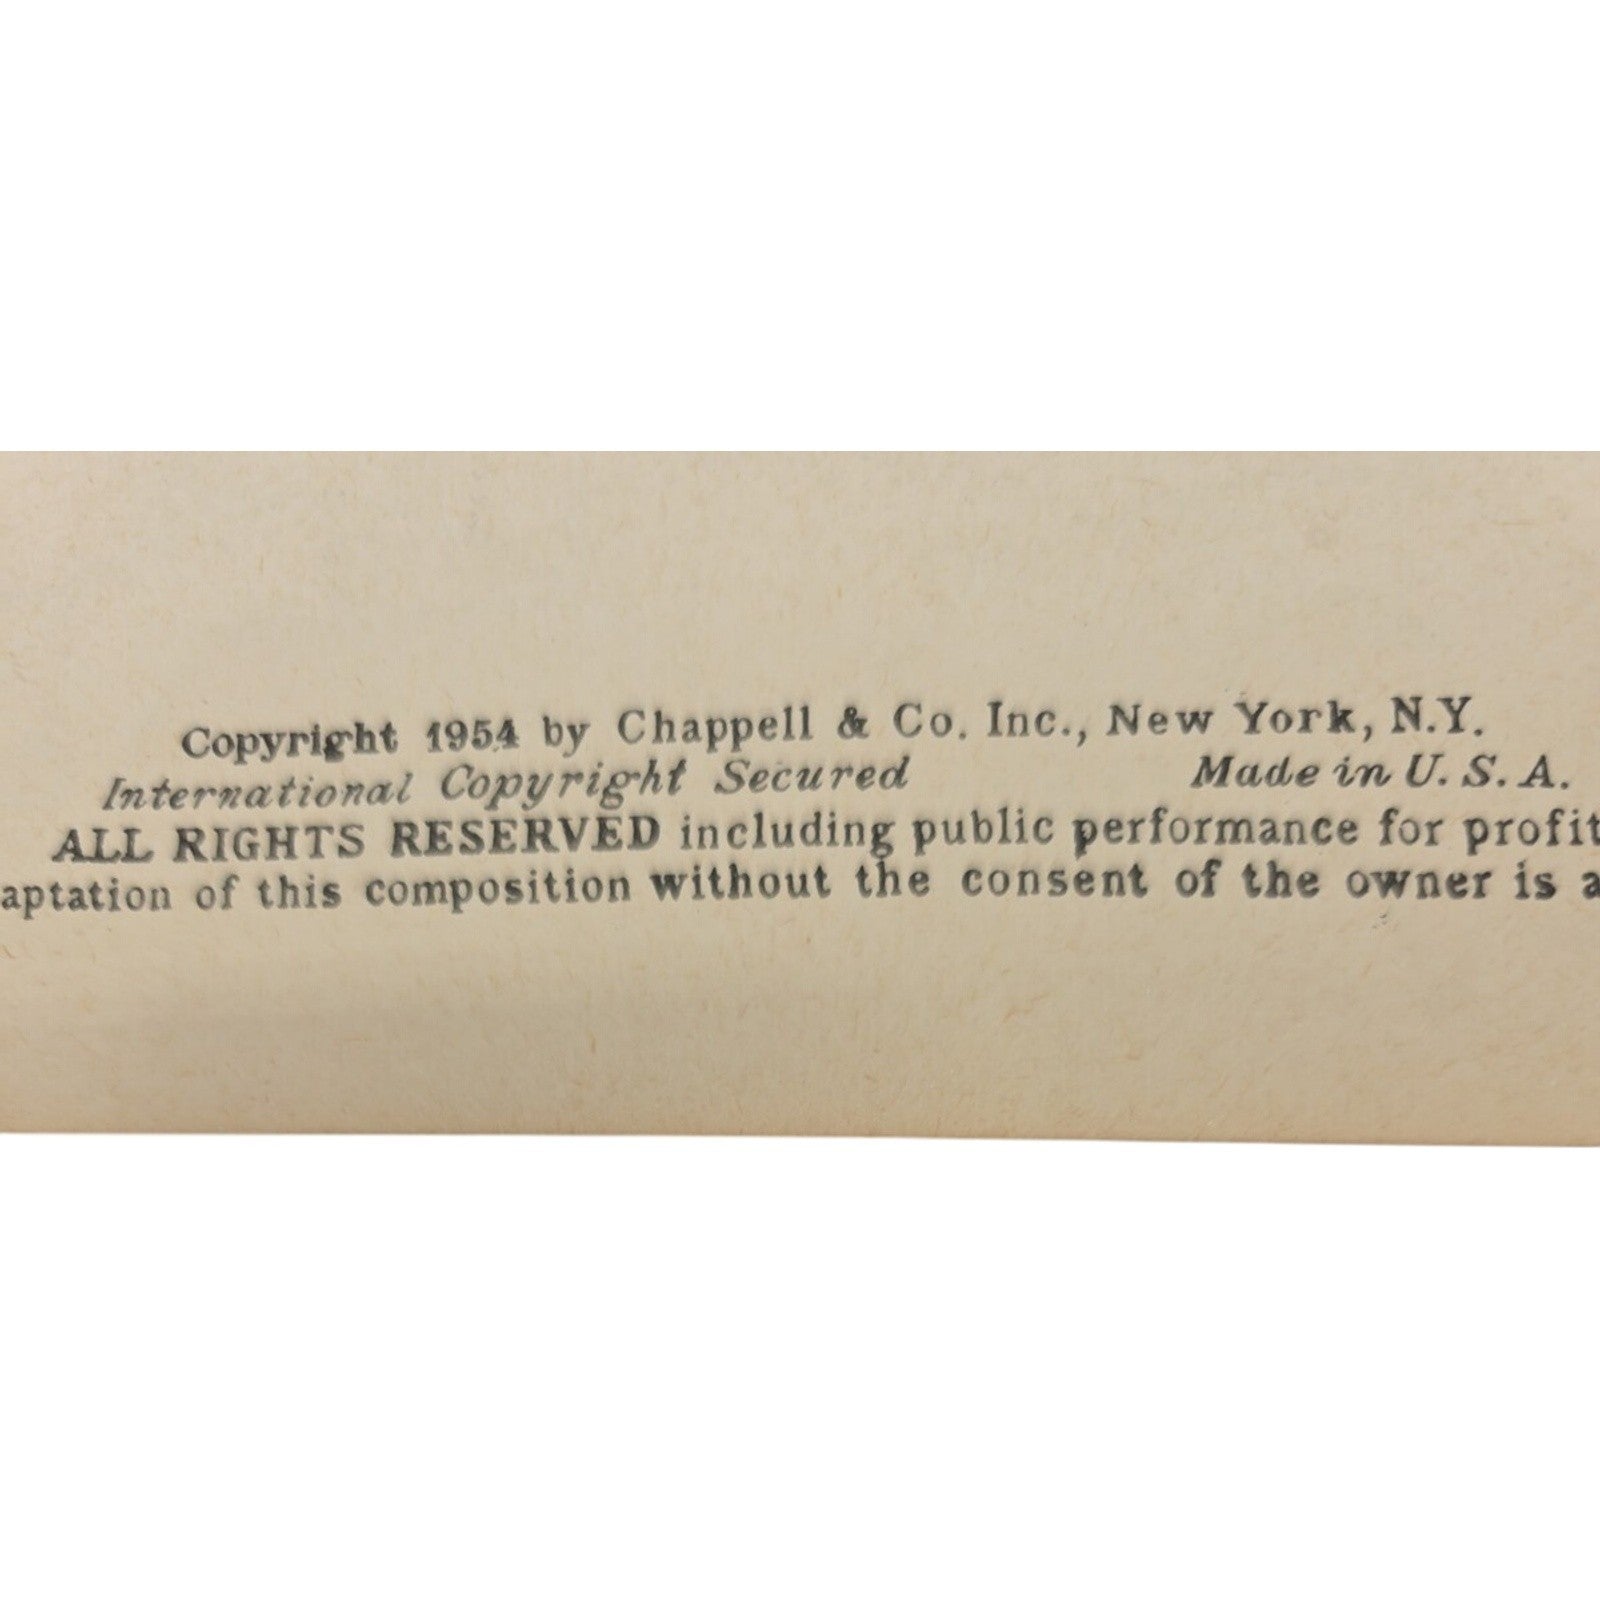 Copyright 1954 by Chappell & Co. Inc., New York, N.Y.
International Copyright Secured Made in U. S. A.
ALL RIGHTS RESERVED including public performance for profit
aptation of this composition without the consent of the owner is a